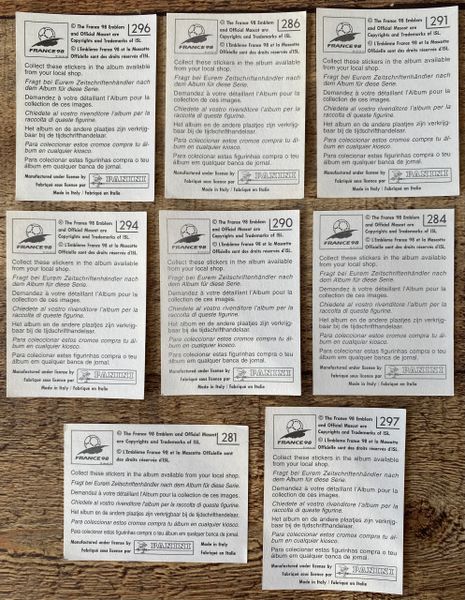 296
© The France 98 Emblem
and Official Mascot are
Copyrights and Trademarks of ISL
© L'Emblème France 98 et la Mascotte
Officielle sont des droits réservés d'ISL
FRANCE 98
Collect these stickers in the album available
from your local shop.
Fragt bei Eurem Zeitschriftenhändler nach
dem Album für diese Serie.
Demandez à votre détaillant l'Album pour la
collection de ces images.
Chiedete al vostro rivenditore l'album per la
raccolta di queste figurine.
Het album en de andere plaatjes zijn verkrijg-
baar bij de tijdschrifthandelaar.
Para coleccionar estos cromos compra tu ál-
bum en cualquier kiosco.
Para colecionar estas figurinhas compra o teu
álbum em qualquer banca de jornal.
Manufactured under licence by
Fabriqué sous licence par
PANINI
Made in Italy / Fabriqué en Italie
286
© The France 98 Emblem
and Official Mascot are
Copyrights and Trademarks of ISL
© L'Emblème France 98 et la Mascotte
Officielle sont des droits réservés d'ISL
FRANCE 98
Collect these stickers in the album available
from your local shop.
Fragt bei Eurem Zeitschriftenhändler nach
dem Album für diese Serie.
Demandez à votre détaillant l'Album pour la
collection de ces images.
Chiedete al vostro rivenditore l'album per la
raccolta di queste figurine.
Het album en de andere plaatjes zijn verkrijg-
baar bij de tijdschrifthandelaar.
Para coleccionar estos cromos compra tu ál-
bum en cualquier kiosco.
Para colecionar estas figurinhas compra o teu
álbum em qualquer banca de jornal.
Manufactured under licence by
Fabriqué sous licence par
PANINI
Made in Italy / Fabriqué en Italie
291
© The France 98 Emblem
and Official Mascot are
Copyrights and Trademarks of ISL
© L'Emblème France 98 et la Mascotte
Officielle sont des droits réservés d'ISL
FRANCE 98
Collect these stickers in the album available
from your local shop.
Fragt bei Eurem Zeitschriftenhändler nach
dem Album für diese Serie.
Demandez à votre détaillant l'Album pour la
collection de ces images.
Chiedete al vostro rivenditore l'album per la
raccolta di queste figurine.
Het album en de andere plaatjes zijn verkrijg-
baar bij de tijdschrifthandelaar.
Para coleccionar estos cromos compra tu ál-
bum en cualquier kiosco.
Para colecionar estas figurinhas compra o teu
álbum em qualquer banca de jornal.
Manufactured under licence by
Fabriqué sous licence par
PANINI
Made in Italy / Fabriqué en Italie
294
© The France 98 Emblem
and Official Mascot are
Copyrights and Trademarks of ISL
© L'Emblème France 98 et la Mascotte
Officielle sont des droits réservés d'ISL
FRANCE 98
Collect these stickers in the album available
from your local shop.
Fragt bei Eurem Zeitschriftenhändler nach
dem Album für diese Serie.
Demandez à votre détaillant l'Album pour la
collection de ces images.
Chiedete al vostro rivenditore l'album per la
raccolta di queste figurine.
Het album en de andere plaatjes zijn verkrijg-
baar bij de tijdschrifthandelaar.
Para coleccionar estos cromos compra tu ál-
bum en cualquier kiosco.
Para colecionar estas figurinhas compra o teu
álbum em qualquer banca de jornal.
Manufactured under licence by
Fabriqué sous licence par
PANINI
Made in Italy / Fabriqué en Italie
290
© The France 98 Emblem
and Official Mascot are
Copyrights and Trademarks of ISL
© L'Emblème France 98 et la Mascotte
Officielle sont des droits réservés d'ISL
FRANCE 98
Collect these stickers in the album available
from your local shop.
Fragt bei Eurem Zeitschriftenhändler nach
dem Album für diese Serie.
Demandez à votre détaillant l'Album pour la
collection de ces images.
Chiedete al vostro rivenditore l'album per la
raccolta di queste figurine.
Het album en de andere plaatjes zijn verkrijg-
baar bij de tijdschrifthandelaar.
Para coleccionar estos cromos compra tu ál-
bum en cualquier kiosco.
Para colecionar estas figurinhas compra o teu
álbum em qualquer banca de jornal.
Manufactured under licence by
Fabriqué sous licence par
PANINI
Made in Italy / Fabriqué en Italie
284
© The France 98 Emblem
and Official Mascot are
Copyrights and Trademarks of ISL
© L'Emblème France 98 et la Mascotte
Officielle sont des droits réservés d'ISL
FRANCE 98
Collect these stickers in the album available
from your local shop.
Fragt bei Eurem Zeitschriftenhändler nach
dem Album für diese Serie.
Demandez à votre détaillant l'Album pour la
collection de ces images.
Chiedete al vostro rivenditore l'album per la
raccolta di queste figurine.
Het album en de andere plaatjes zijn verkrijg-
baar bij de tijdschrifthandelaar.
Para coleccionar estos cromos compra tu ál-
bum en cualquier kiosco.
Para colecionar estas figurinhas compra o teu
álbum em qualquer banca de jornal.
Manufactured under licence by
Fabriqué sous licence par
PANINI
Made in Italy / Fabriqué en Italie
281
© The France 98 Emblem and Official Mascot
are Copyrights and Trademarks of ISL
© L'Emblème France 98 et la Mascotte Officielle sont
des droits réservés d'ISL
FRANCE 98
Collect these stickers in the album available from your local shop.
Fragt bei Eurem Zeitschriftenhändler nach dem Album für diese Serie.
Demandez à votre détaillant l'Album pour la collection de ces images.
Chiedete al vostro rivenditore l'album per la raccolta di queste figurine.
Het album en de andere plaatjes zijn verkrijgbaar bij de tijdschrifthandelaar.
Para coleccionar estos cromos compra tu álbum en cualquier kiosco.
Para colecionar estas figurinhas compra o teu álbum em qualquer banca de jornal.
Manufactured under licence by
Fabriqué sous licence par
PANINI
Made in Italy
Fabriqué en Italie
297
© The France 98 Emblem
and Official Mascot are
Copyrights and Trademarks of ISL
© L'Emblème France 98 et la Mascotte
Officielle sont des droits réservés d'ISL
FRANCE 98
Collect these stickers in the album available
from your local shop.
Fragt bei Eurem Zeitschriftenhändler nach
dem Album für diese Serie.
Demandez à votre détaillant l'Album pour la
collection de ces images.
Chiedete al vostro rivenditore l'album per la
raccolta di queste figurine.
Het album en de andere plaatjes zijn verkrijg-
baar bij de tijdschrifthandelaar.
Para coleccionar estos cromos compra tu ál-
bum en cualquier kiosco.
Para colecionar estas figurinhas compra o teu
álbum em qualquer banca de jornal.
Manufactured under licence by
Fabriqué sous licence par
PANINI
Made in Italy / Fabriqué en Italie